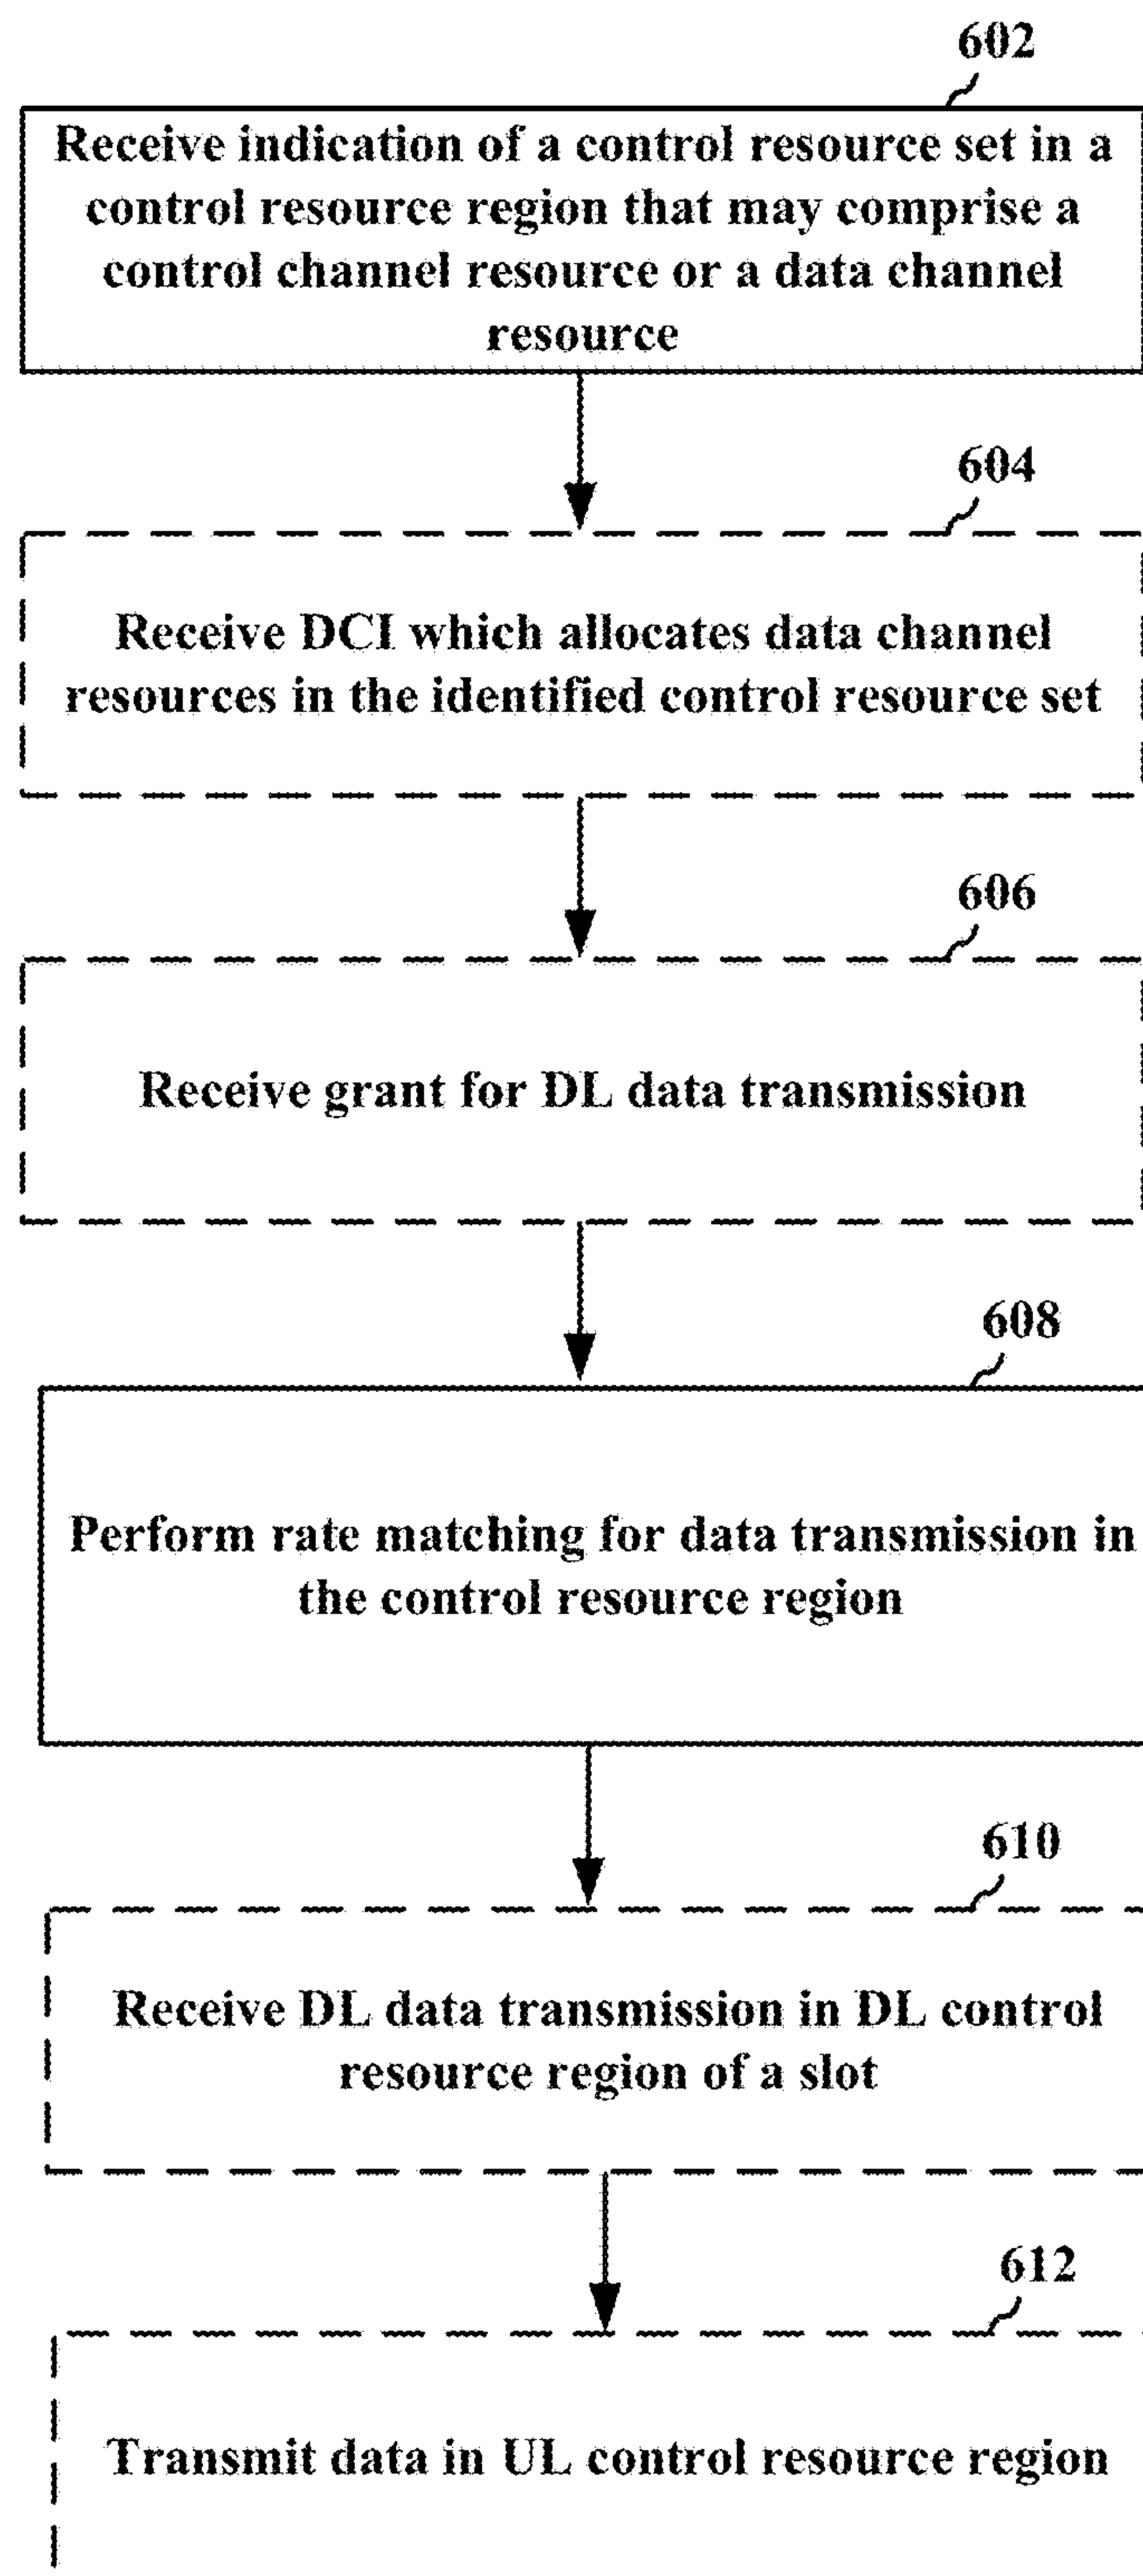 602
Receive indication of a control resource set in a
control resource region that may comprise a
control channel resource or a data channel
resource
604
Receive DCI which allocates data channel
resources in the identified control resource set
606
Receive grant for DL data transmission
608
Perform rate matching for data transmission in
the control resource region
610
Receive DL data transmission in DL control
resource region of a slot
612
Transmit data in UL control resource region